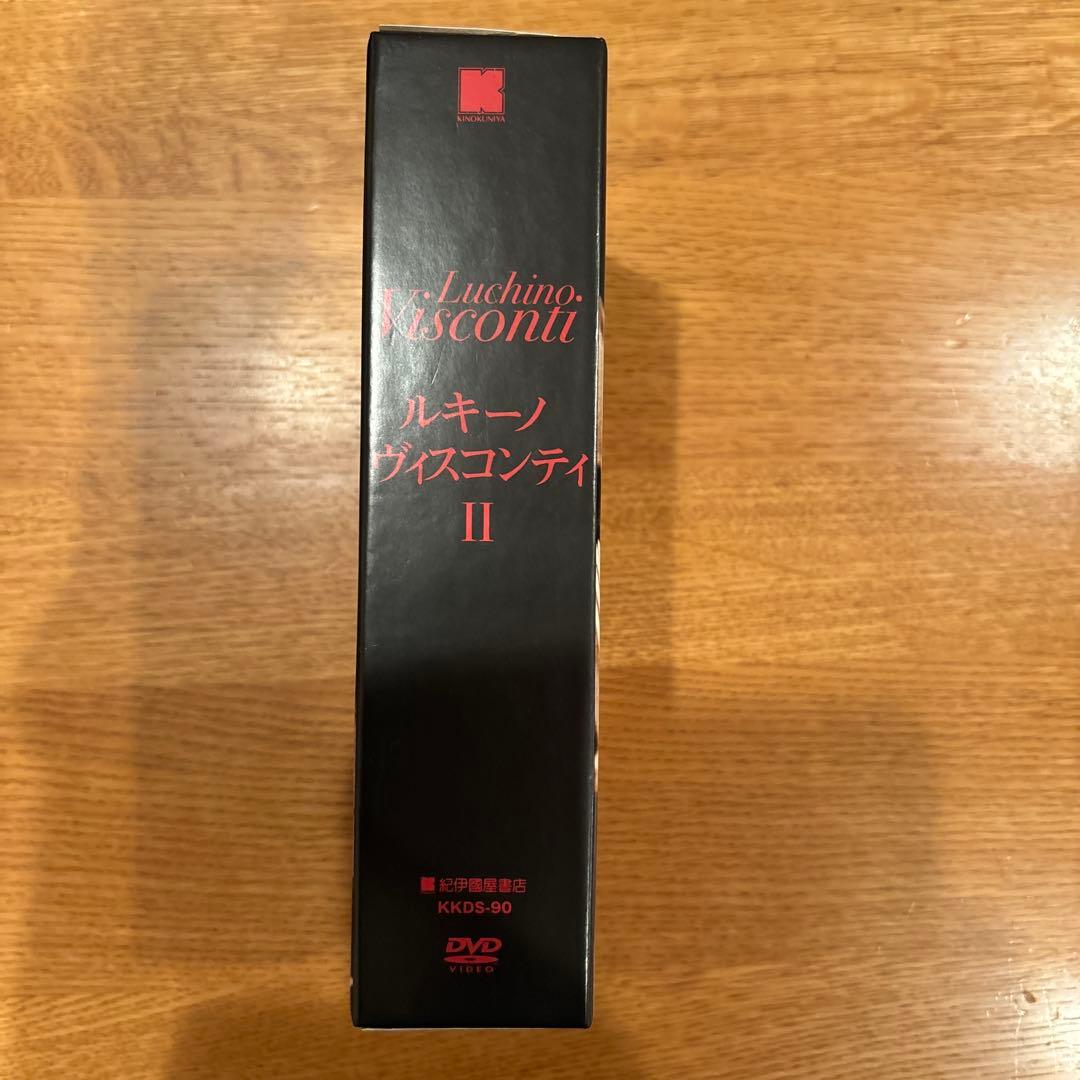 KINOKUNIYA
Luchino
Visconti
ルキーノ
ヴィスコンティ
II
紀伊國屋書店
KKDS-90
DVD
VIDEO